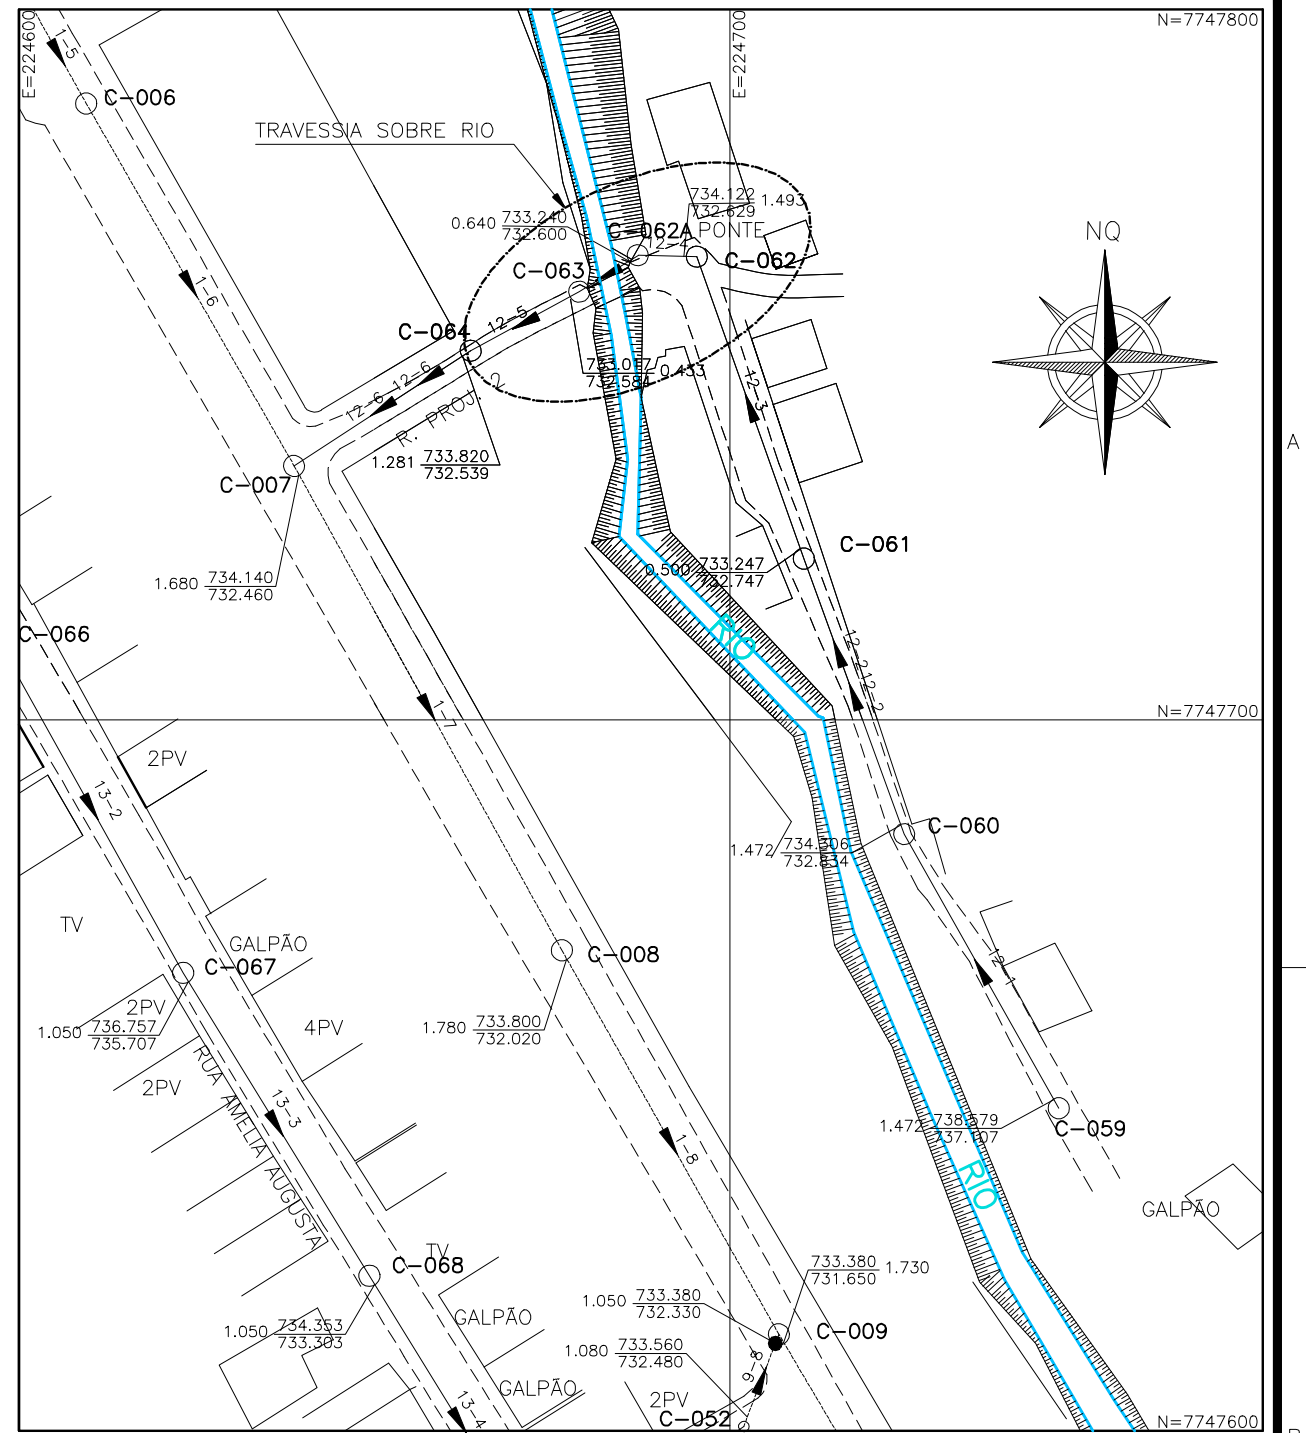 E=224600
E=224700
N=7747800
1-5
C-006
TRAVESSIA SOBRE RIO
734.122
732.629
1.493
0.640
733.240
732.600
C-062A
PONTE
12-4
C-062
NQ
C-063
1-6
12-5
C-064
733.017
732.584
0.433
12-6
12-6
R. PROJ. 2
12-3
1.281
733.820
732.539
C-007
A
C-061
1.680
734.140
732.460
0.500
733.247
732.747
RIO
C-066
12-2
12-2
1-7
N=7747700
2PV
13-2
C-060
1.472
734.306
732.834
TV
GALPÃO
C-067
C-008
12-1
2PV
1.050
736.757
735.707
4PV
1.780
733.800
732.020
2PV
RUA AMELIA AUGUSTA
13-3
1-8
1.472
738.579
737.107
C-059
RIO
GALPÃO
TV
C-068
733.380
731.650
1.730
1.050
733.380
732.330
GALPÃO
1.050
734.353
733.303
C-009
1.080
733.560
732.480
9-8
GALPÃO
2PV
13-4
C-052
N=7747600